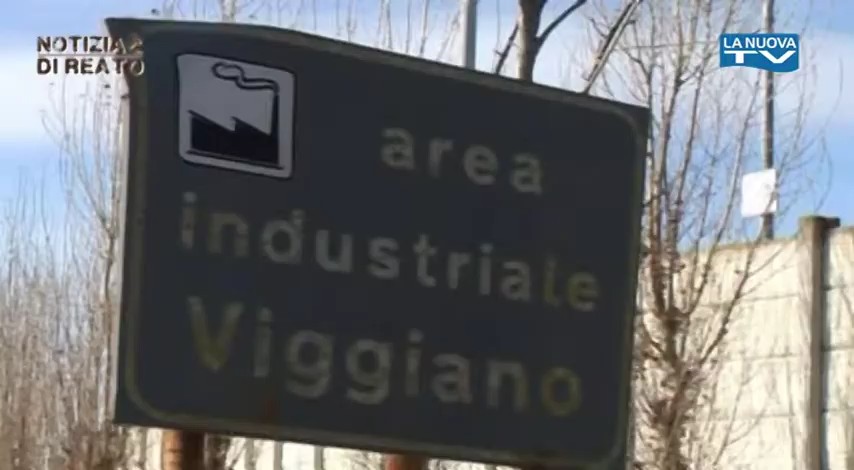 NOTIZIA
DI REATO
LA NUOVA
TV
area
industriale
Viggiano